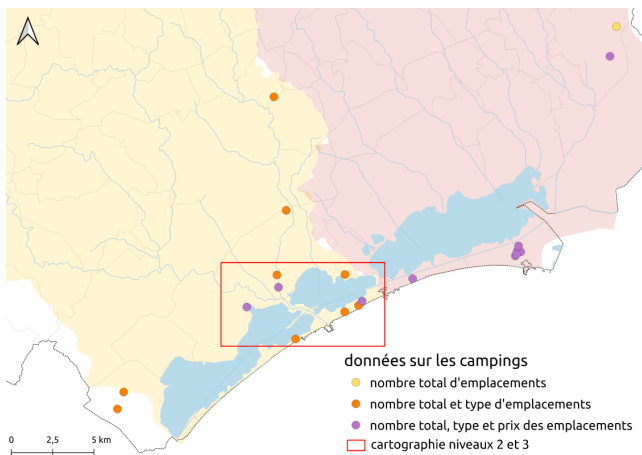 données sur les campings
nombre total d'emplacements
nombre total et type d'emplacements
nombre total, type et prix des emplacements
cartographie niveaux 2 et 3
0 2,5 5 km